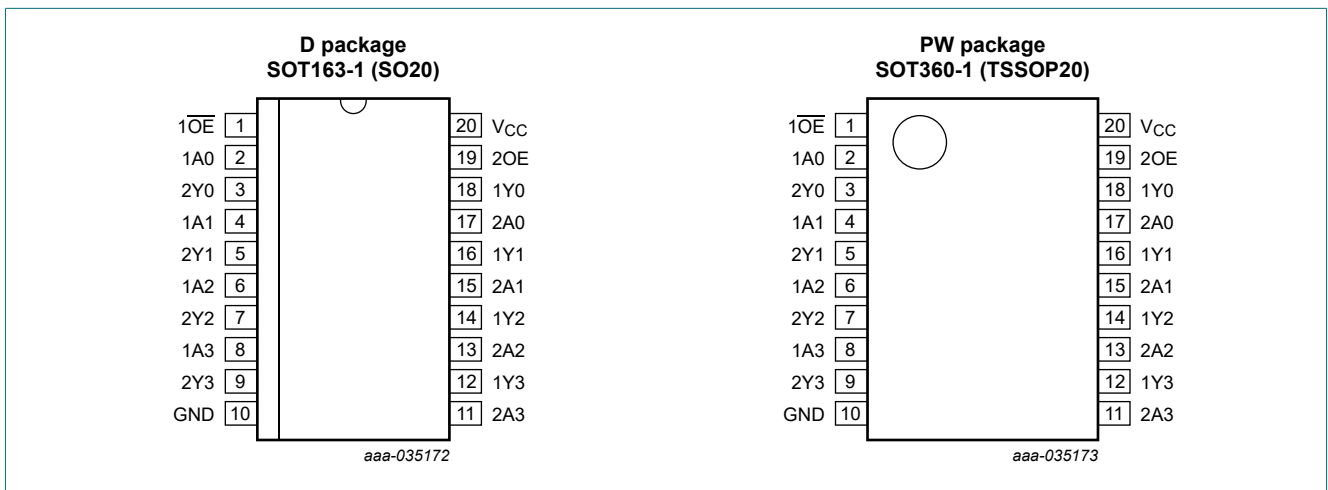 D package
SOT163-1 (SO20)
1O̅E̅ 1 20 VCC
1A0 2 19 2OE
2Y0 3 18 1Y0
1A1 4 17 2A0
2Y1 5 16 1Y1
1A2 6 15 2A1
2Y2 7 14 1Y2
1A3 8 13 2A2
2Y3 9 12 1Y3
GND 10 11 2A3
aaa-035172
PW package
SOT360-1 (TSSOP20)
1O̅E̅ 1 20 VCC
1A0 2 19 2OE
2Y0 3 18 1Y0
1A1 4 17 2A0
2Y1 5 16 1Y1
1A2 6 15 2A1
2Y2 7 14 1Y2
1A3 8 13 2A2
2Y3 9 12 1Y3
GND 10 11 2A3
aaa-035173